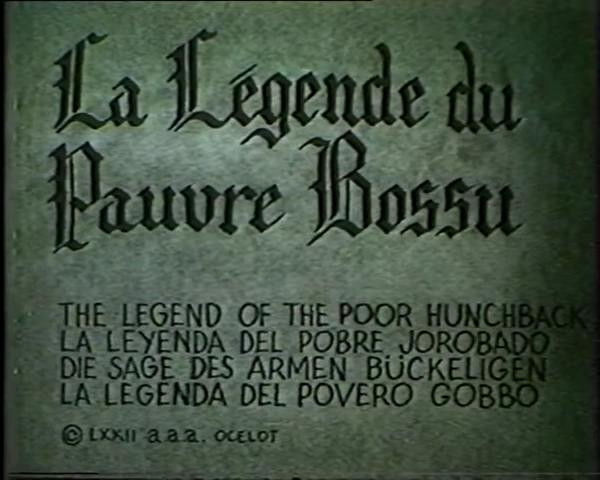 La Légende du
Pauvre Bossu
THE LEGEND OF THE POOR HUNCHBACK
LA LEYENDA DEL POBRE JOROBADO
DIE SAGE DES ARMEN BÜCKELIGEN
LA LEGENDA DEL POVERO GOBBO
© LXXII a.a.a. OCELOT